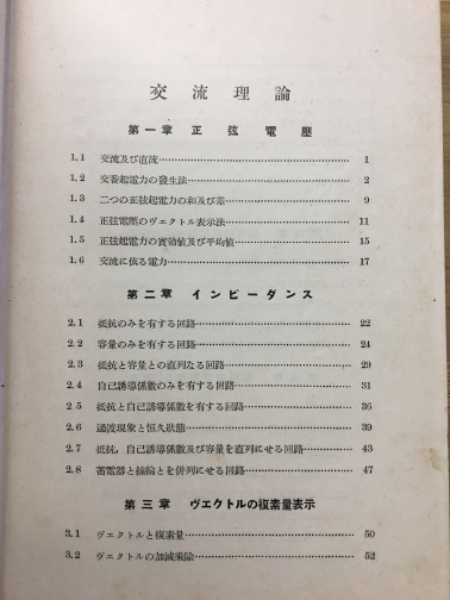 交流理論
第一章 正弦電壓
1.1 交流及び直流 1
1.2 交番起電力の發生法 2
1.3 二つの正弦起電力の和及び差 9
1.4 正弦電壓のヴェクトル表示法 11
1.5 正弦起電力の實効値及び平均値 15
1.6 交流に依る電力 17
第二章 インピーダンス
2.1 抵抗のみを有する回路 22
2.2 容量のみを有する回路 24
2.3 抵抗と容量との直列なる回路 29
2.4 自己誘導係數のみを有する回路 31
2.5 抵抗と自己誘導係數を有する回路 36
2.6 過渡現象と恒久狀態 39
2.7 抵抗，自己誘導係數及び容量を直列にせる回路 43
2.8 蓄電器と線輪とを併列にせる回路 47
第三章 ヴェクトルの複素量表示
3.1 ヴェクトルと複素量 50
3.2 ヴェクトルの加減乘除 52